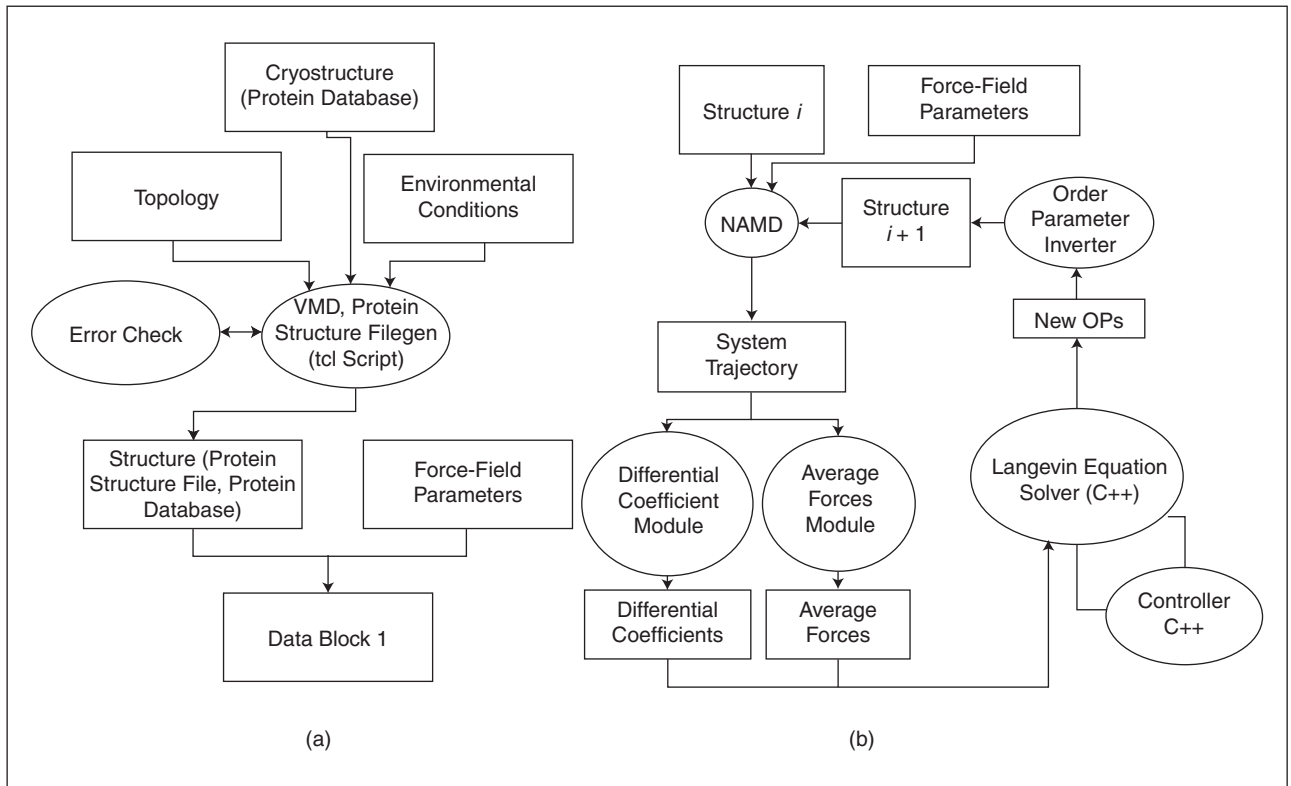 Cryostructure
(Protein Database)
Topology
Environmental
Conditions
Error Check
VMD, Protein
Structure Filegen
(tcl Script)
Structure (Protein
Structure File, Protein
Database)
Force-Field
Parameters
Data Block 1
(a)
Structure i
Force-Field
Parameters
NAMD
Structure
i + 1
Order
Parameter
Inverter
New OPs
System
Trajectory
Differential
Coefficient
Module
Average
Forces
Module
Langevin Equation
Solver (C++)
Differential
Coefficients
Average
Forces
Controller
C++
(b)